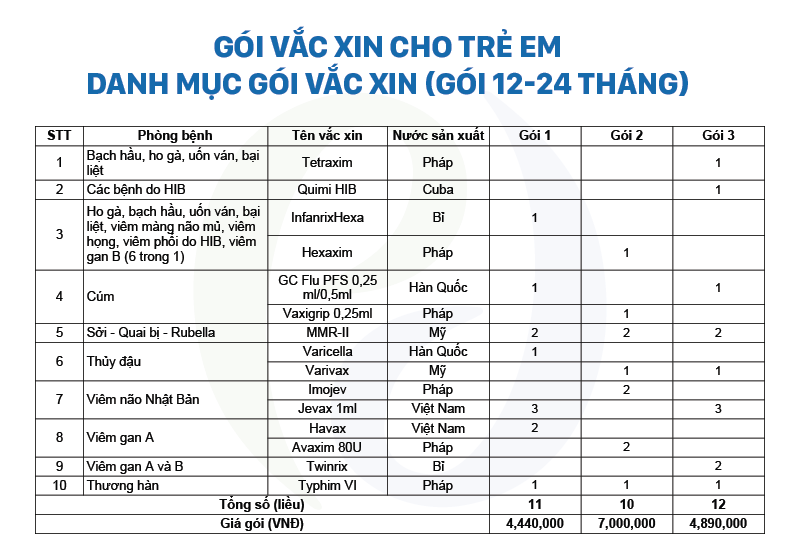 GÓI VẮC XIN CHO TRẺ EM
DANH MỤC GÓI VẮC XIN (GÓI 12-24 THÁNG)
STT Phòng bệnh Tên vắc xin Nước sản xuất Gói 1 Gói 2 Gói 3
1 Bạch hầu, ho gà, uốn ván, bại liệt Tetraxim Pháp 1
2 Các bệnh do HIB Quimi HIB Cuba 1
3 Ho gà, bạch hầu, uốn ván, bại liệt, viêm màng não mủ, viêm họng, viêm phổi do HIB, viêm gan B (6 trong 1) InfanrixHexa Bỉ 1
Hexaxim Pháp 1
4 Cúm GC Flu PFS 0,25 ml/0,5ml Hàn Quốc 1 1
Vaxigrip 0,25ml Pháp 1
5 Sởi - Quai bị - Rubella MMR-II Mỹ 2 2 2
6 Thủy đậu Varicella Hàn Quốc 1
Varivax Mỹ 1 1
7 Viêm não Nhật Bản Imojev Pháp 2
Jevax 1ml Việt Nam 3 3
8 Viêm gan A Havax Việt Nam 2
Avaxim 80U Pháp 2
9 Viêm gan A và B Twinrix Bỉ 2
10 Thương hàn Typhim VI Pháp 1 1 1
Tổng số (liều) 11 10 12
Giá gói (VNĐ) 4,440,000 7,000,000 4,890,000